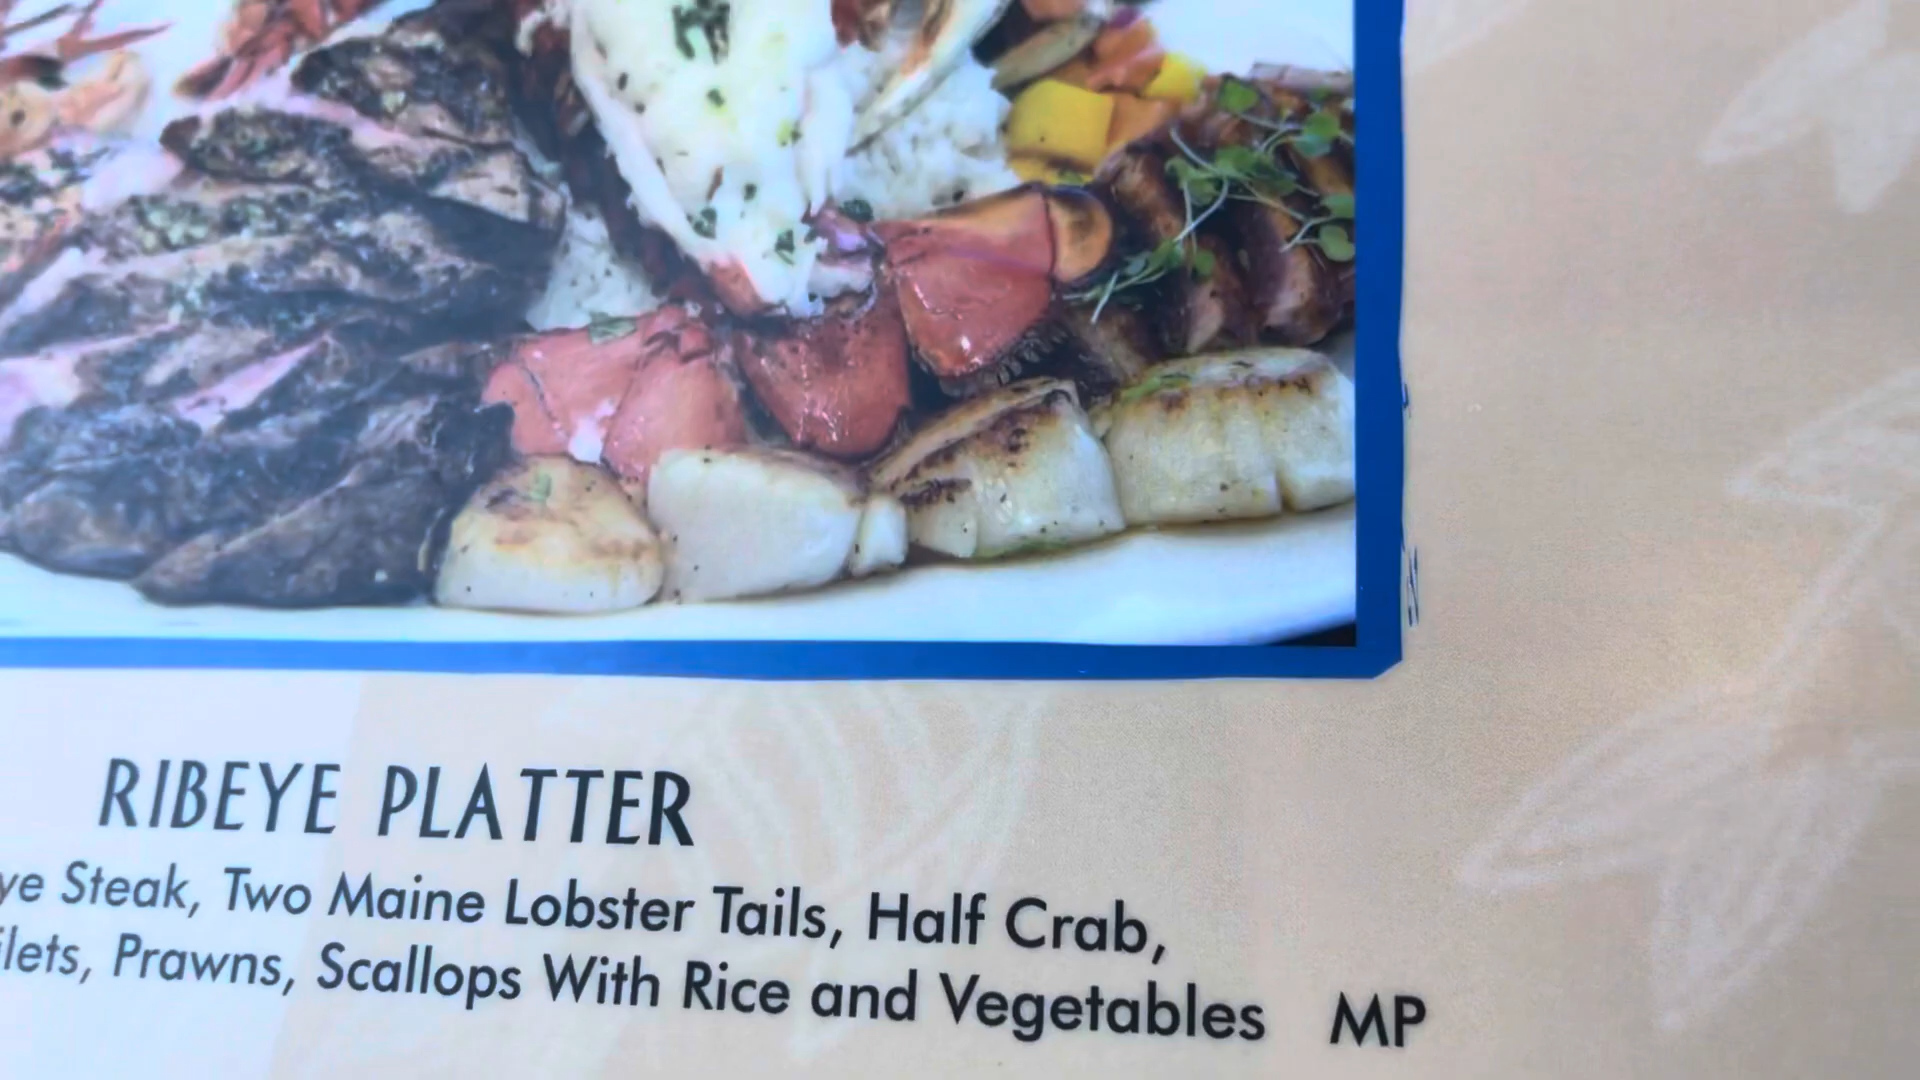 RIBEYE PLATTER
ye Steak, Two Maine Lobster Tails, Half Crab,
ilets, Prawns, Scallops With Rice and Vegetables MP